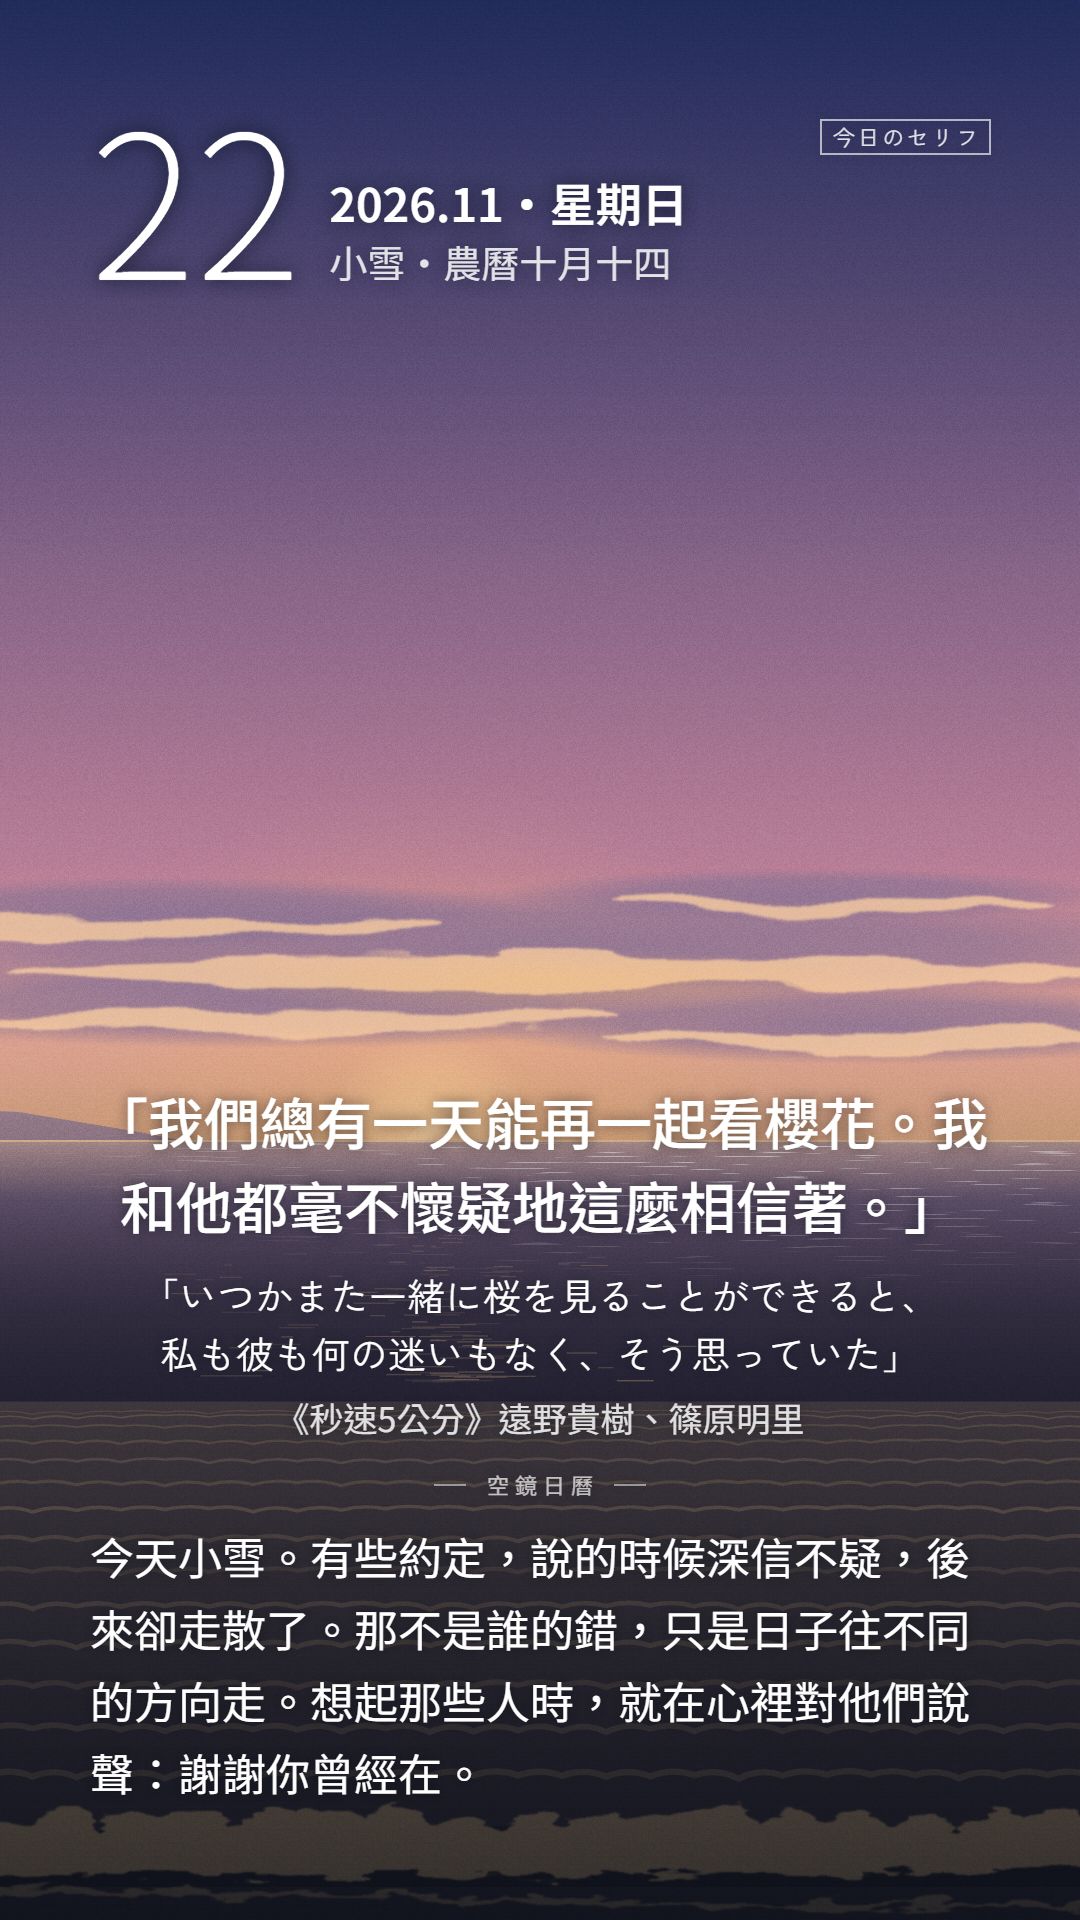 22
2026.11・星期日
小雪・農曆十月十四
今日のセリフ
「我們總有一天能再一起看櫻花。我
和他都毫不懷疑地這麼相信著。」
「いつかまた一緒に桜を見ることができると、
私も彼も何の迷いもなく、そう思っていた」
《秒速5公分》遠野貴樹、篠原明里
空鏡日曆
今天小雪。有些約定，說的時候深信不疑，後
來卻走散了。那不是誰的錯，只是日子往不同
的方向走。想起那些人時，就在心裡對他們說
聲：謝謝你曾經在。